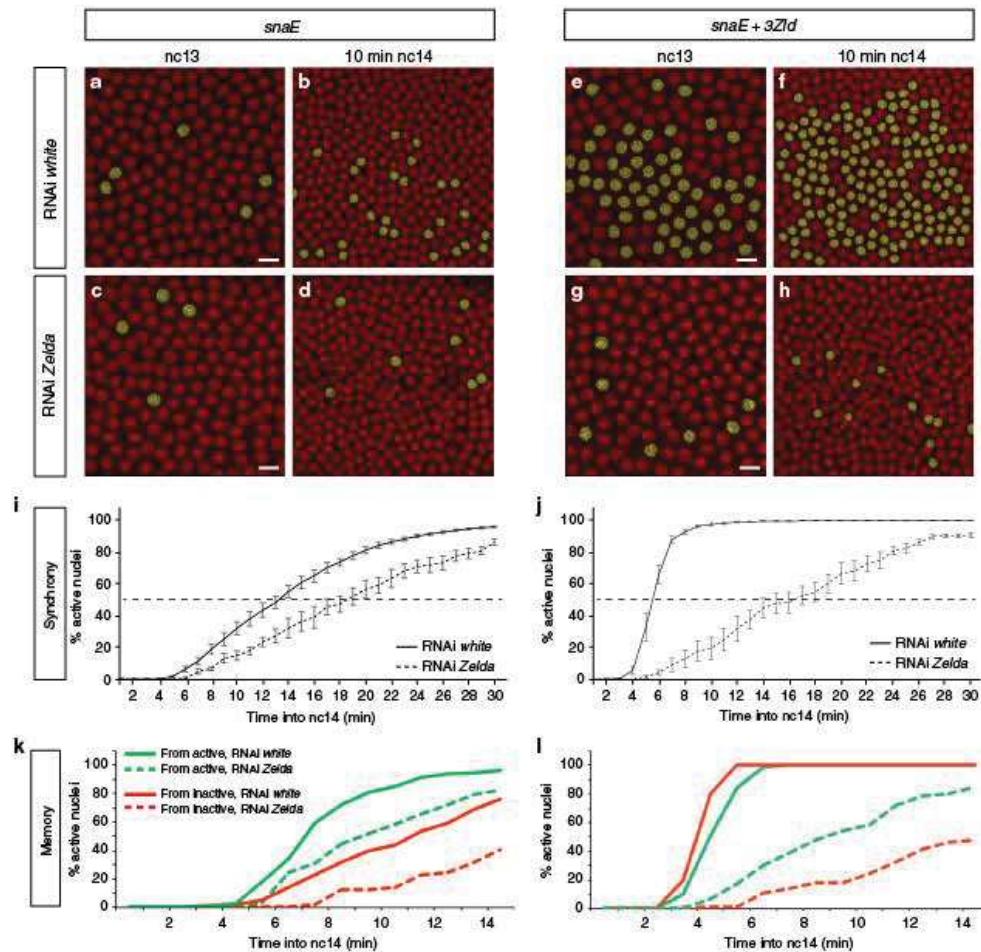 snaE
snaE + 3Zld
nc13
10 min nc14
nc13
10 min nc14
RNAi white
a
b
e
f
RNAi Zelda
c
d
g
h
i
j
Synchrony
% active nuclei
100
80
60
40
20
0
RNAi white
RNAi Zelda
2 4 6 8 10 12 14 16 18 20 22 24 26 28 30
Time into nc14 (min)
% active nuclei
100
80
60
40
20
0
RNAi white
RNAi Zelda
2 4 6 8 10 12 14 16 18 20 22 24 26 28 30
Time into nc14 (min)
k
l
Memory
% active nuclei
100
80
60
40
20
0
From active, RNAi white
From active, RNAi Zelda
From inactive, RNAi white
From inactive, RNAi Zelda
2 4 6 8 10 12 14
Time into nc14 (min)
% active nuclei
100
80
60
40
20
0
2 4 6 8 10 12 14
Time into nc14 (min)